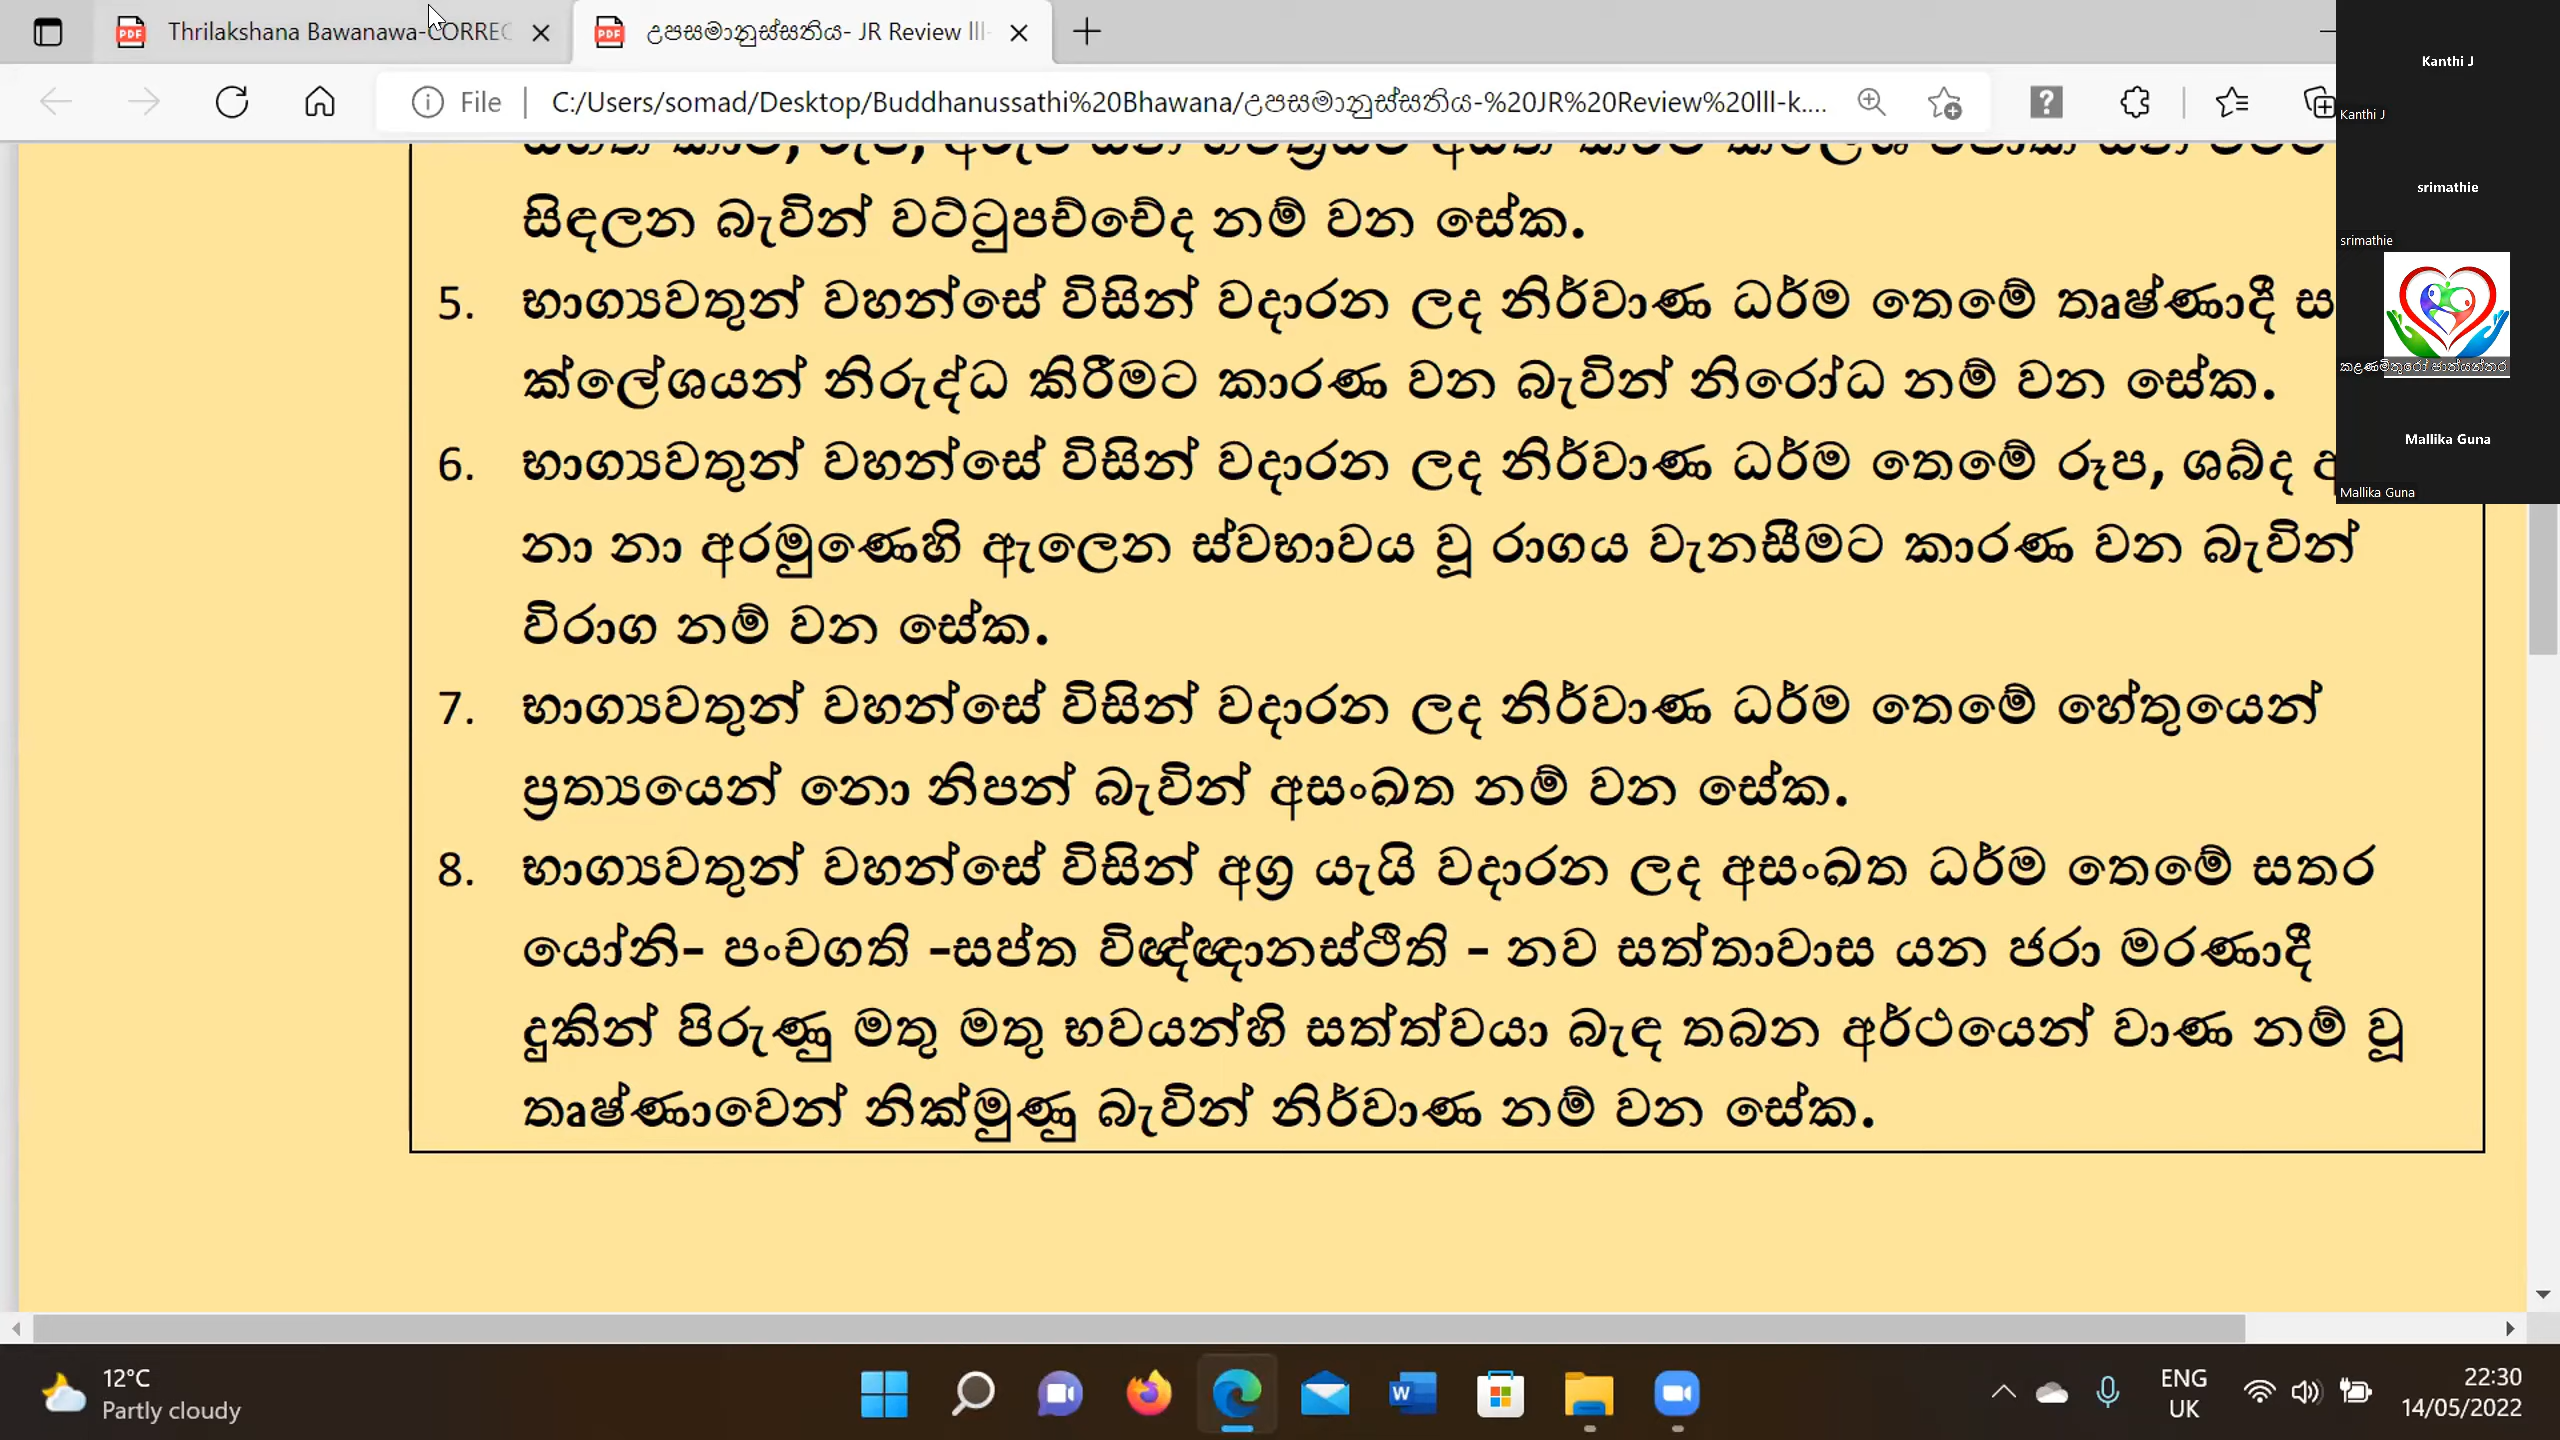 Thrilakshana Bawanawa-CORREC
උපසමානුස්සතිය- JR Review lll-
File
C:/Users/somad/Desktop/Buddhanussathi%20Bhawana/උපසමානුස්සතිය-%20JR%20Review%20lll-k....
Kanthi J
Kanthi J
srimathie
srimathie
කළණමිතුරෝ ජාත්‍යන්තර
Mallika Guna
Mallika Guna
සිඳලන බැවින් වට්ටුපච්චේද නම් වන සේක.
5. භාග්‍යවතුන් වහන්සේ විසින් වදාරන ලද නිර්වාණ ධර්ම තෙමේ තෘෂ්ණාදී ස
ක්ලේශයන් නිරුද්ධ කිරීමට කාරණ වන බැවින් නිරෝධ නම් වන සේක.
6. භාග්‍යවතුන් වහන්සේ විසින් වදාරන ලද නිර්වාණ ධර්ම තෙමේ රූප, ශබ්ද
නා නා අරමුණෙහි ඇලෙන ස්වභාවය වූ රාගය වැනසීමට කාරණ වන බැවින්
විරාග නම් වන සේක.
7. භාග්‍යවතුන් වහන්සේ විසින් වදාරන ලද නිර්වාණ ධර්ම තෙමේ හේතුයෙන්
ප්‍රත්‍යයෙන් නො නිපන් බැවින් අසංඛත නම් වන සේක.
8. භාග්‍යවතුන් වහන්සේ විසින් අග්‍ර යැයි වදාරන ලද අසංඛත ධර්ම තෙමේ සතර
යෝනි- පංචගති -සප්ත විඥ්ඥානස්ථිති - නව සත්තාවාස යන ජරා මරණාදී
දුකින් පිරුණු මතු මතු භවයන්හි සත්ත්වයා බැඳ තබන අර්ථයෙන් වාණ නම් වූ
තෘෂ්ණාවෙන් නික්මුණු බැවින් නිර්වාණ නම් වන සේක.
12°C
Partly cloudy
ENG
UK
22:30
14/05/2022